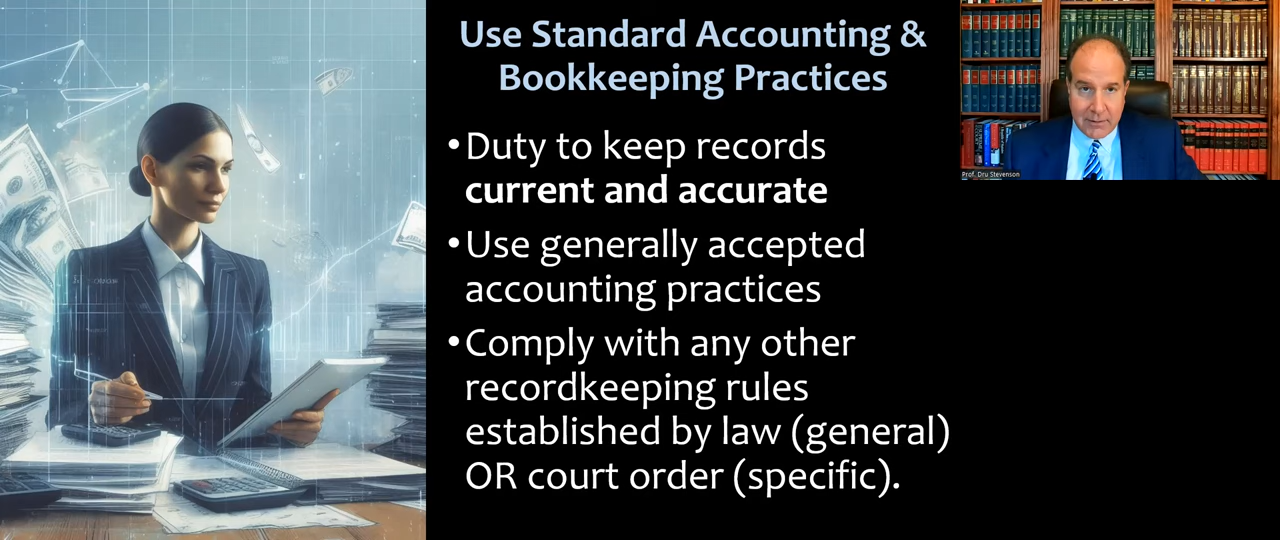 Use Standard Accounting &
Bookkeeping Practices
•Duty to keep records
current and accurate
•Use generally accepted
accounting practices
•Comply with any other
recordkeeping rules
established by law (general)
OR court order (specific).
Prof. Dru Stevenson